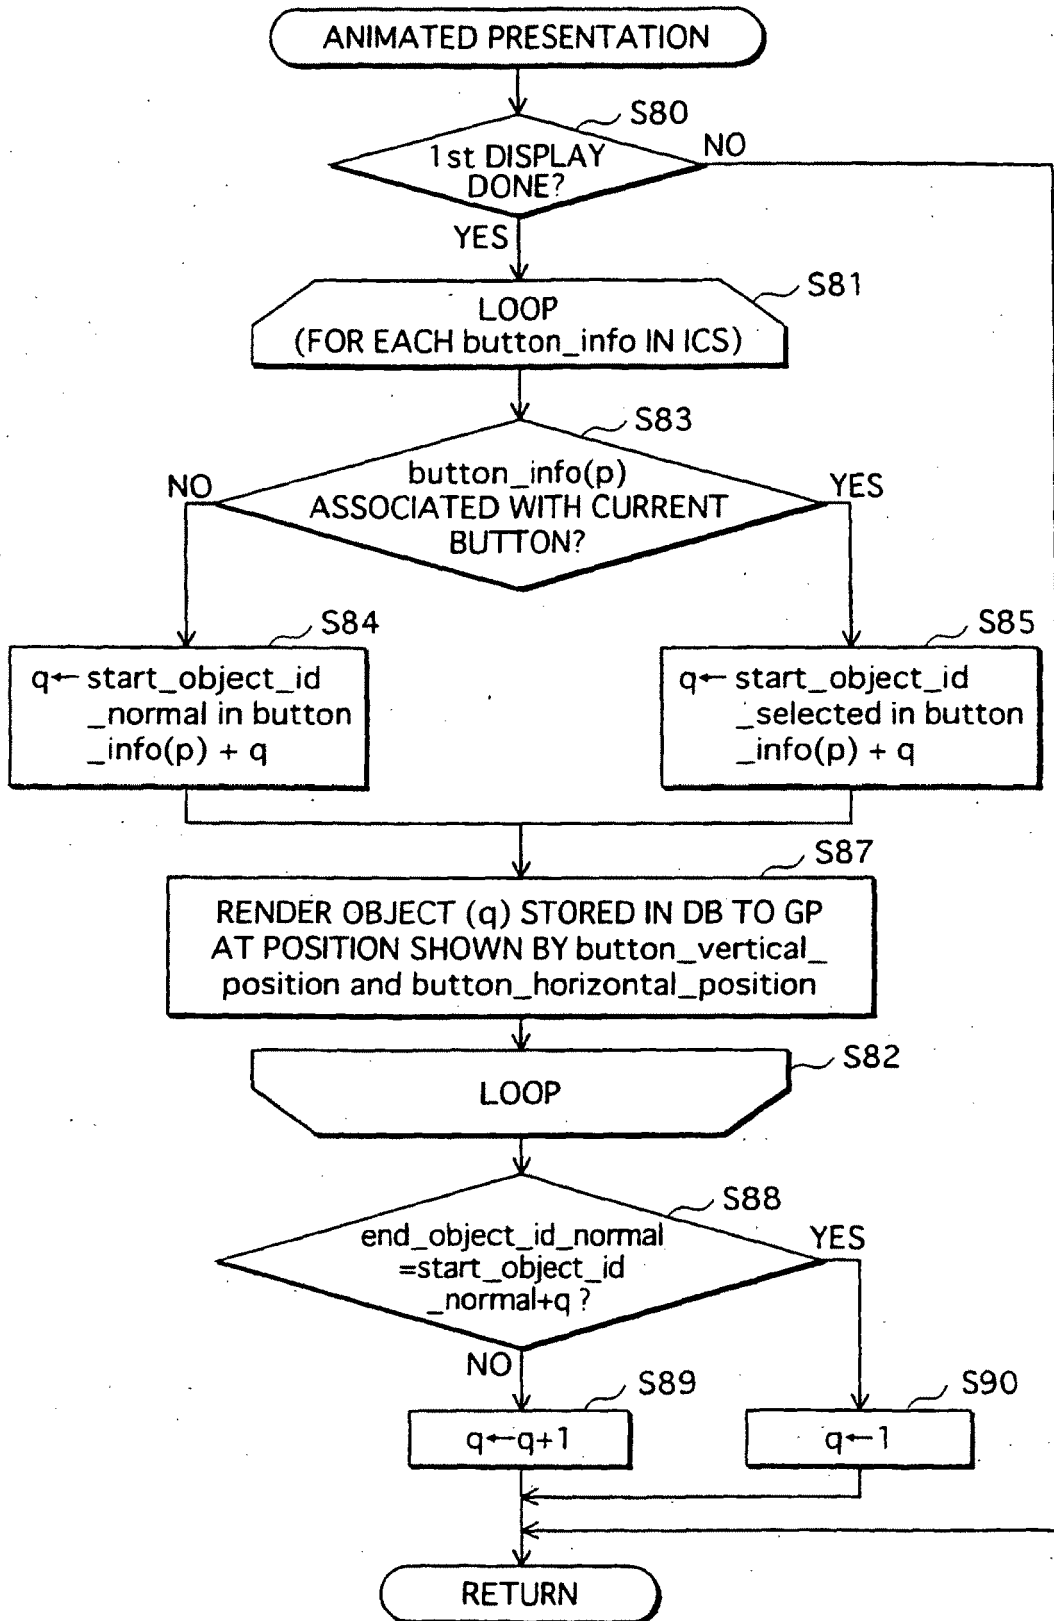 ANIMATED PRESENTATION
S80
1st DISPLAY
DONE?
NO
YES
S81
LOOP
(FOR EACH button_info IN ICS)
S83
button_info(p)
ASSOCIATED WITH CURRENT
BUTTON?
NO
YES
S84
q←start_object_id
_normal in button
_info(p) + q
S85
q←start_object_id
_selected in button
_info(p) + q
S87
RENDER OBJECT (q) STORED IN DB TO GP
AT POSITION SHOWN BY button_vertical_
position and button_horizontal_position
S82
LOOP
S88
end_object_id_normal
=start_object_id
_normal+q ?
YES
NO
S89
q←q+1
S90
q←1
RETURN